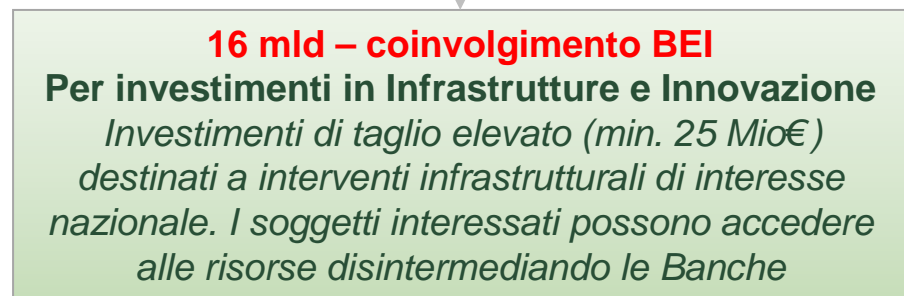 16 mld – coinvolgimento BEI
Per investimenti in Infrastrutture e Innovazione
Investimenti di taglio elevato (min. 25 Mio€)
destinati a interventi infrastrutturali di interesse
nazionale. I soggetti interessati possono accedere
alle risorse disintermediando le Banche